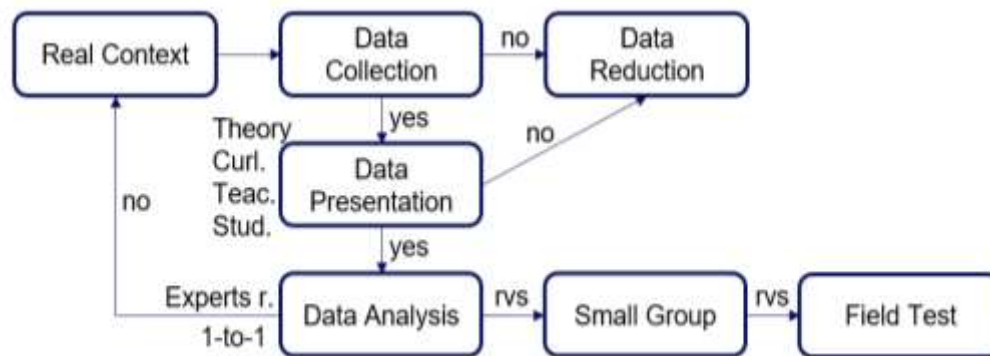 Real Context
Data
Collection
no
Data
Reduction
yes
Theory
Curl.
Teac.
Stud.
Data
Presentation
no
no
yes
Experts r.
1-to-1
Data Analysis
rvs
Small Group
rvs
Field Test